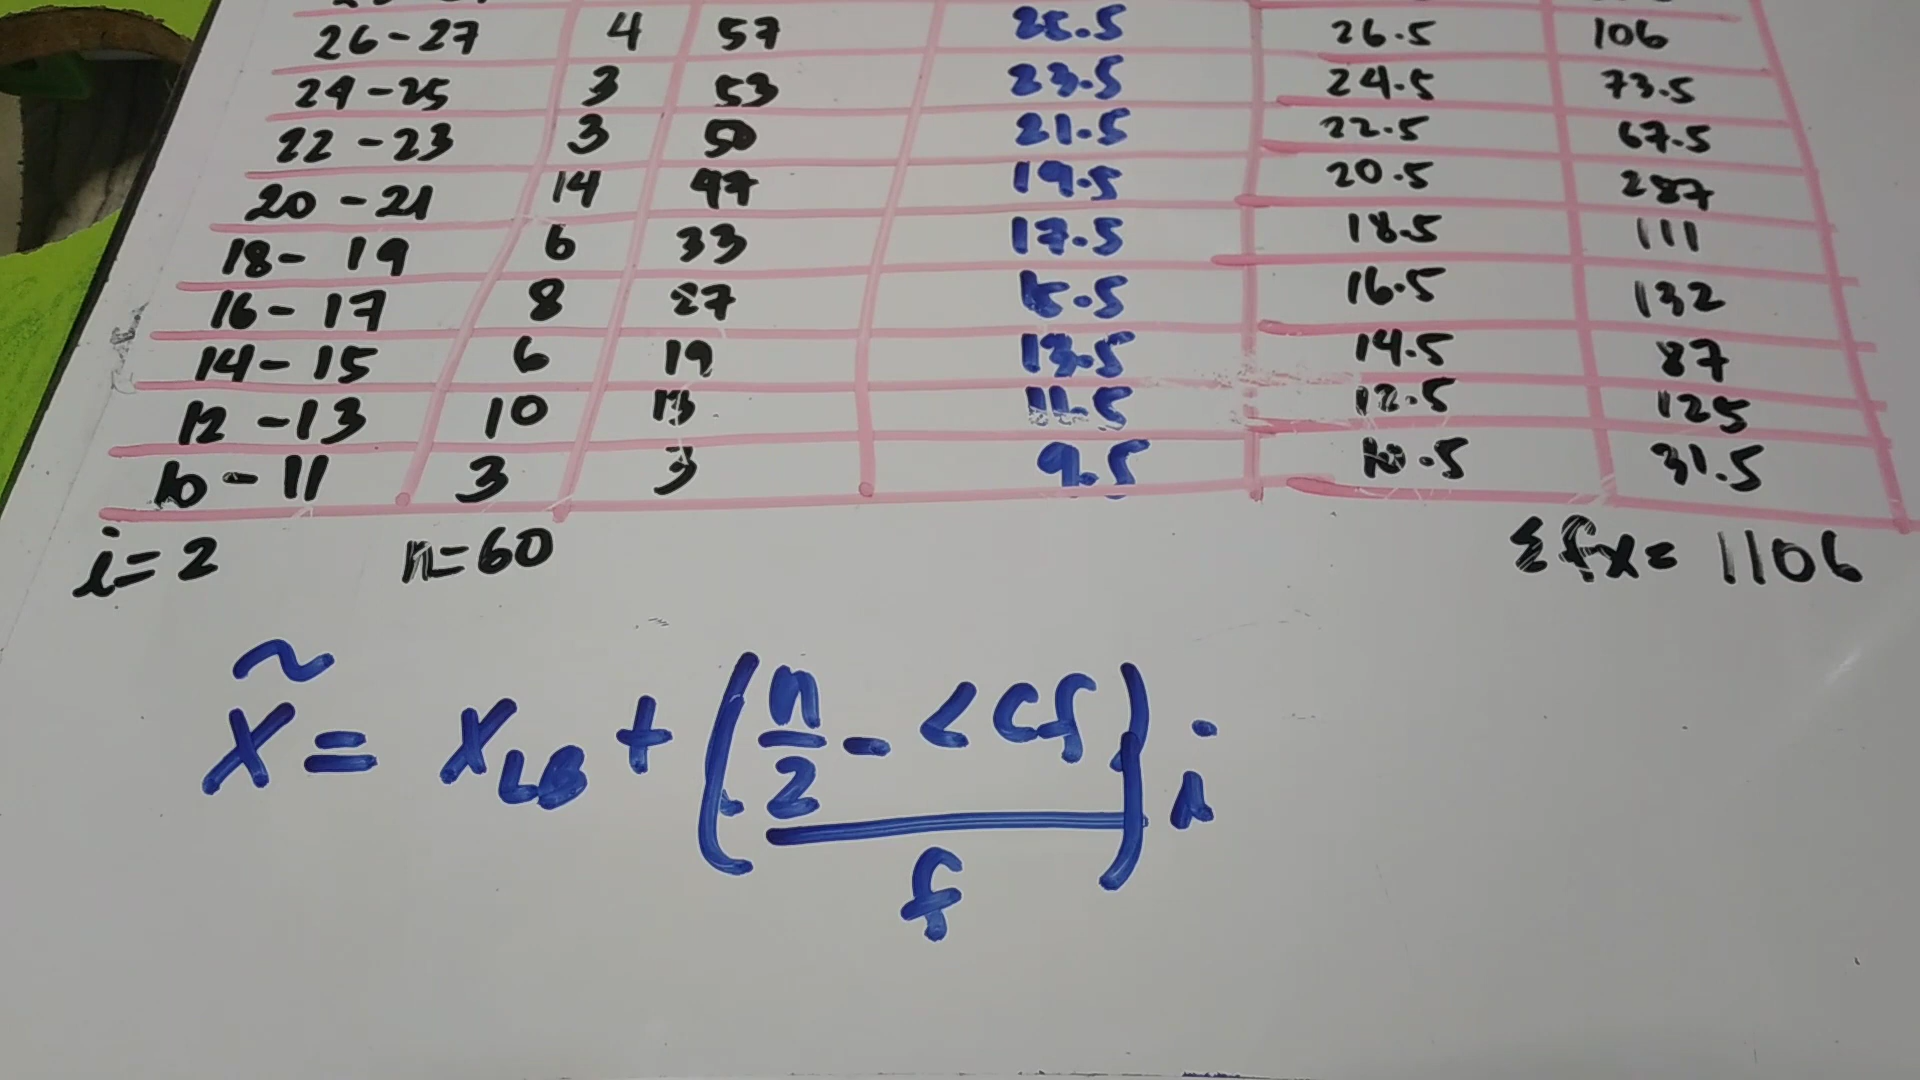 26-27 4 57 25.5 26.5 106
24-25 3 53 23.5 24.5 73.5
22-23 3 50 21.5 22.5 67.5
20-21 14 47 19.5 20.5 287
18-19 6 33 17.5 18.5 111
16-17 8 27 15.5 16.5 132
14-15 6 19 13.5 14.5 87
12-13 10 13 11.5 12.5 125
10-11 3 3 9.5 10.5 31.5
i=2 n=60 Σfx= 1106
x̃ = x_LB + ((n/2 - <cf)/f) i